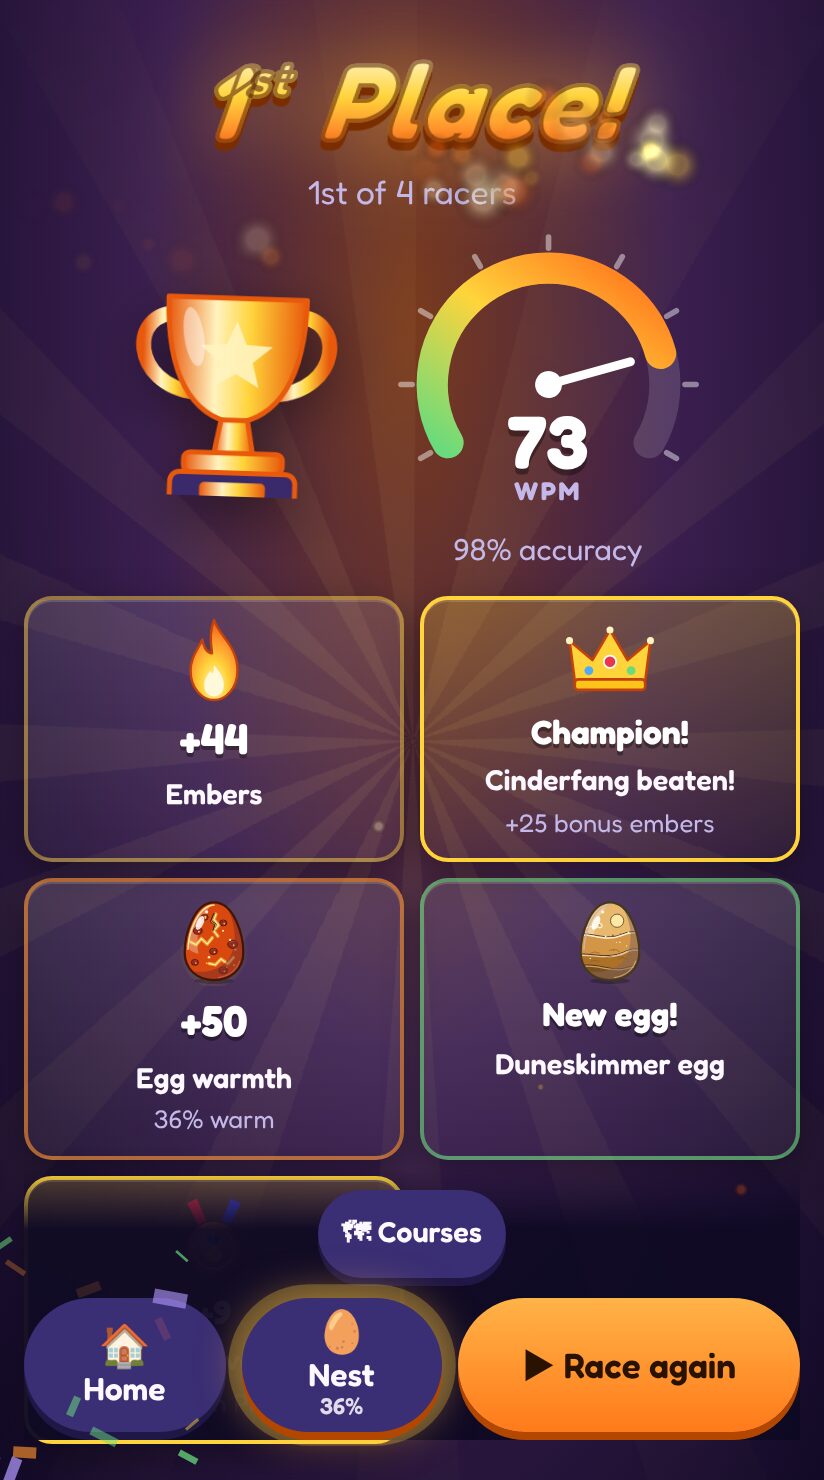 1st Place!
1st of 4 racers
73
WPM
98% accuracy
+44
Embers
Champion!
Cinderfang beaten!
+25 bonus embers
+50
Egg warmth
36% warm
New egg!
Duneskimmer egg
Courses
Home
Nest
36%
Race again